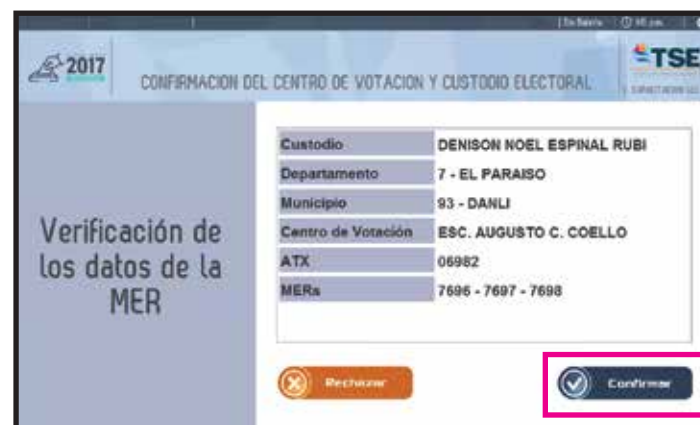 2017
CONFIRMACION DEL CENTRO DE VOTACION Y CUSTODIO ELECTORAL
TSE
Verificación de
los datos de la
MER
Custodio DENISON NOEL ESPINAL RUBI
Departamento 7 - EL PARAISO
Municipio 93 - DANLI
Centro de Votación ESC. AUGUSTO C. COELLO
ATX 06982
MERs 7696 - 7697 - 7698
Rechazar
Confirmar